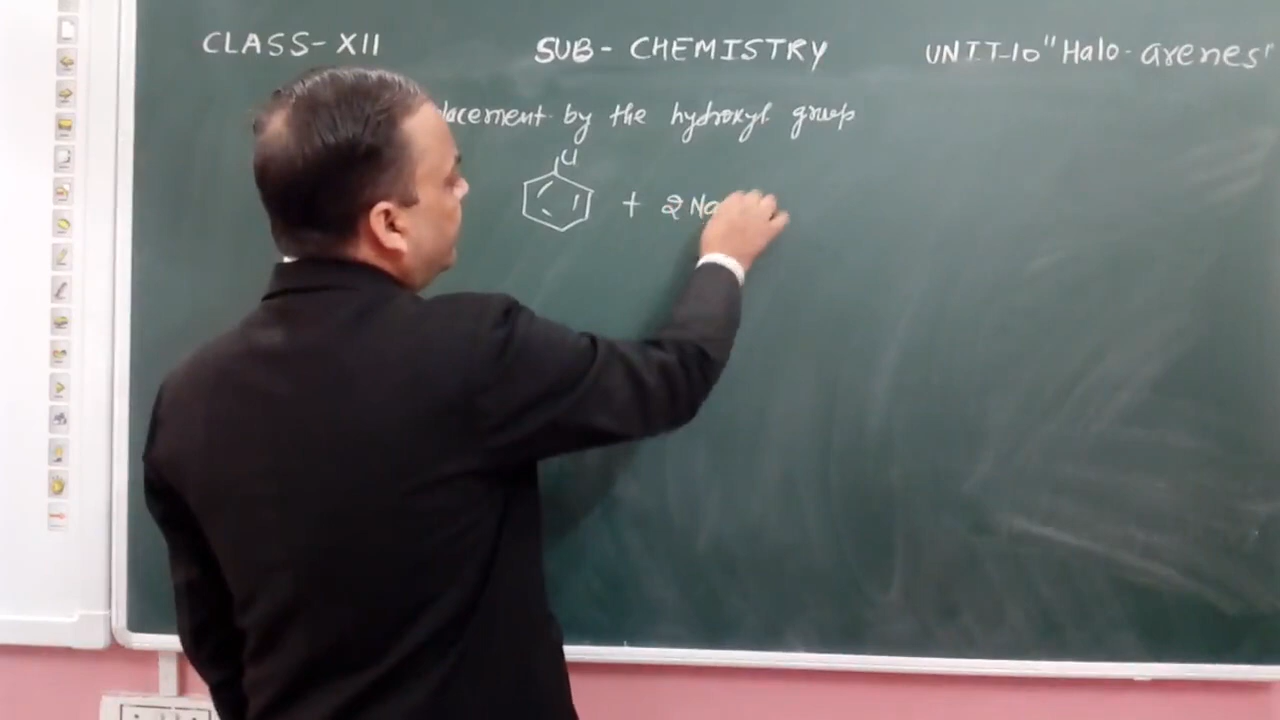 CLASS-XII SUB- CHEMISTRY UNIT-10 "Halo-arenes"
lacement by the hydroxyl group
Cl
+ 2Na